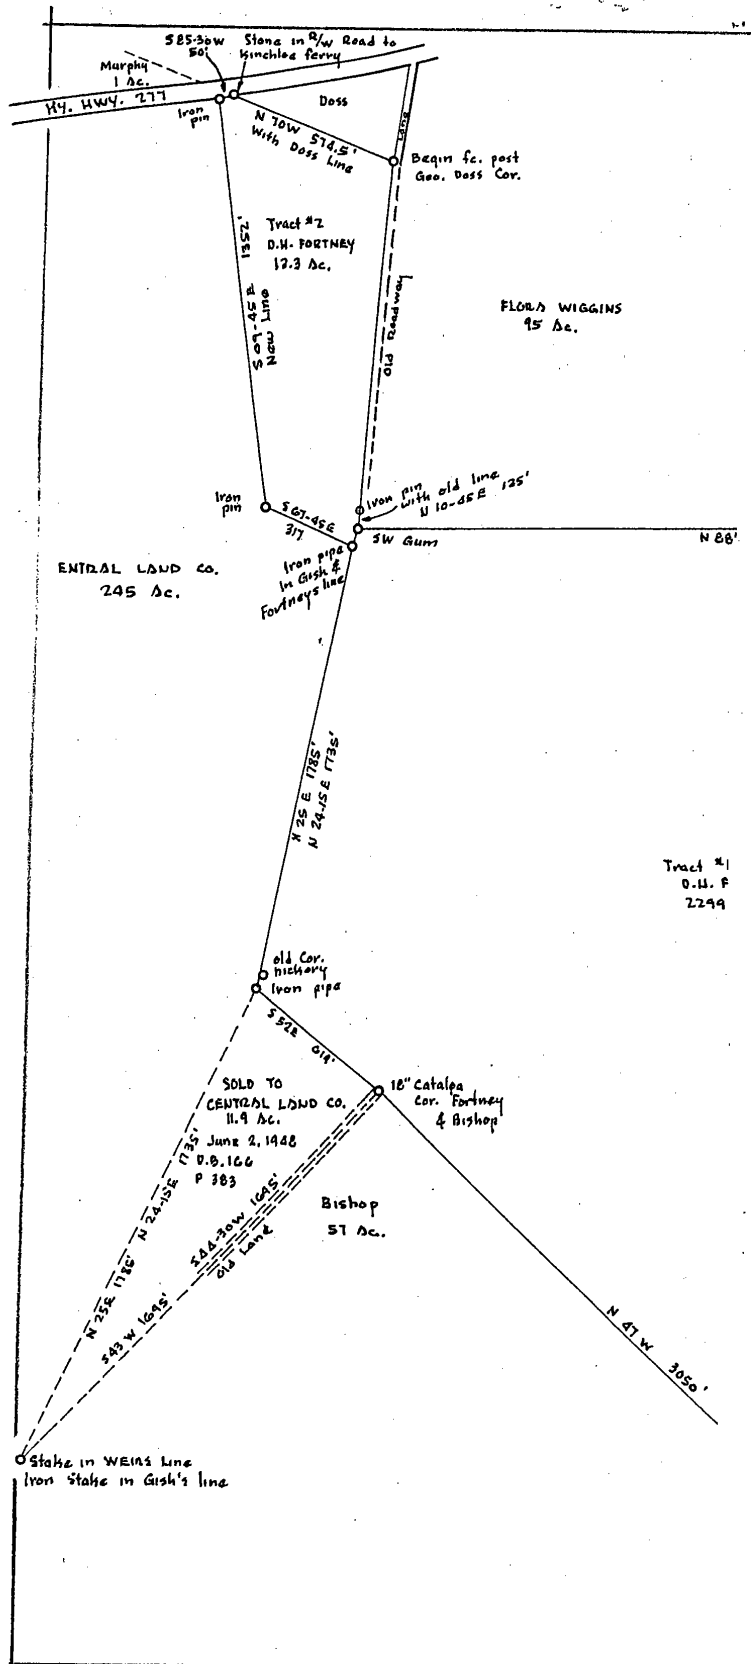 S85-30W
50'
Stone in R/W Road to
Kinchloe ferry
Murphy
1 Ac.
KY. HWY. 277
Iron
pin
Doss
N 70W 574.5'
With Doss Line
Lane
Begin fc. post
Geo. Doss Cor.
Tract #2
D.H. FORTNEY
12.3 Ac.
1352'
S 09-45 E
New Line
Old Roadway
FLORA WIGGINS
95 Ac.
Iron
pin
S 67-45E
317
Iron pin
with old line
N 10-45E 125'
SW Gum
N 88'
Iron pipe
In Gish &
Fortneys line
ENTRAL LAND CO.
245 Ac.
N 25 E 1785'
N 24-15E 1735'
Tract #1
D.H. F
2299
old Cor.
hickory
Iron pipe
S 52E 619'
18" Catalpa
Cor. Fortney
& Bishop
SOLD TO
CENTRAL LAND CO.
11.9 Ac.
June 2, 1948
D.B. 166
P 383
N 25E 1785' N 24-15E 1735'
S44-30W 1695'
Old Lane
S43 W 1695'
Bishop
57 Ac.
N 47 W 3050'
Stake in WEIRS Line
Iron Stake in Gish's line